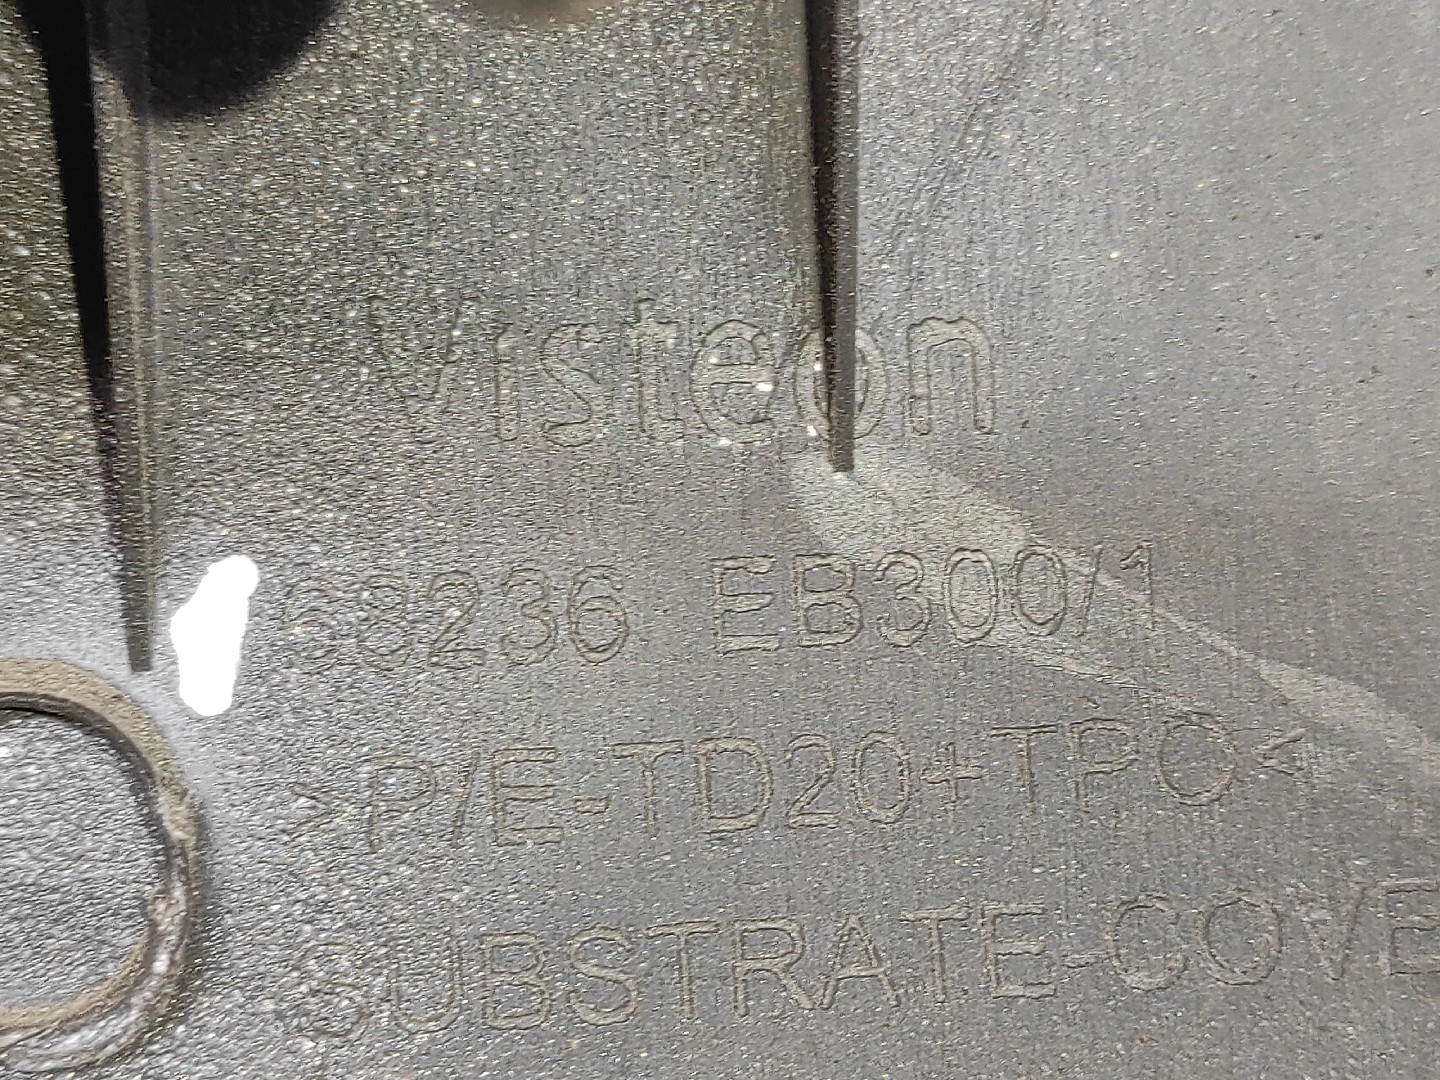 Visteon
68236 EB300/1
>P/E-TD20+TPO<
SUBSTRATE-COVE